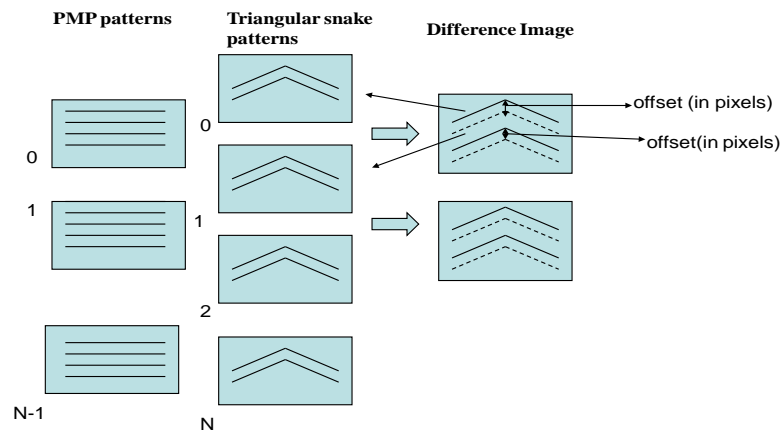 PMP patterns
Triangular snake
patterns
Difference Image
0
1
N-1
0
1
2
N
offset (in pixels)
offset(in pixels)